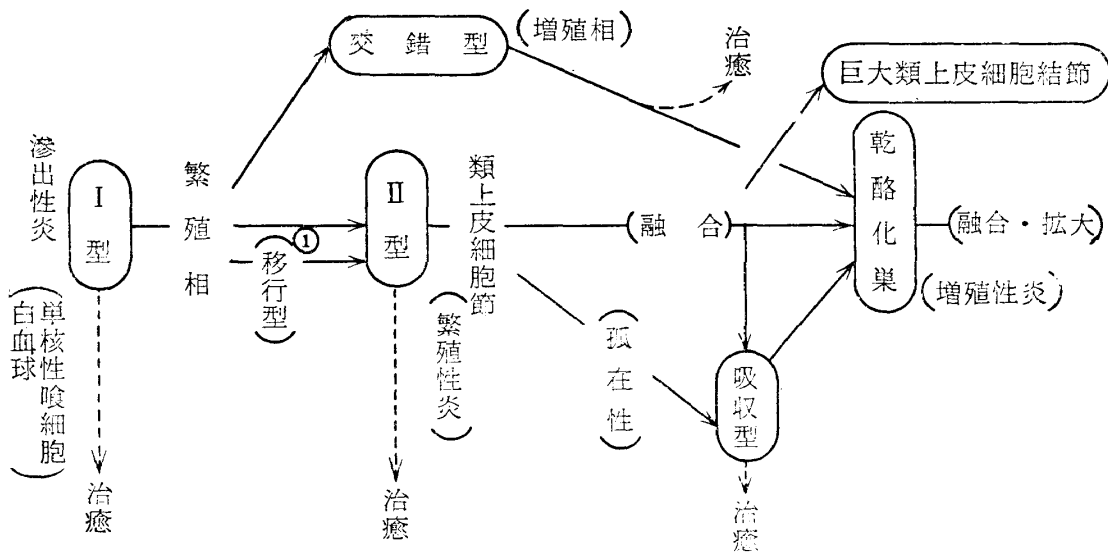 交錯型
(増殖相)
治癒
巨大類上皮細胞結節
滲出性炎
Ⅰ型
繁殖相
①
(移行型)
Ⅱ型
類上皮細胞節
(融合)
乾酪化巣
(融合・拡大)
(増殖性炎)
(単核性喰細胞
白血球)
(繁殖性炎)
(孤在性)
吸収型
治癒
治癒
治癒